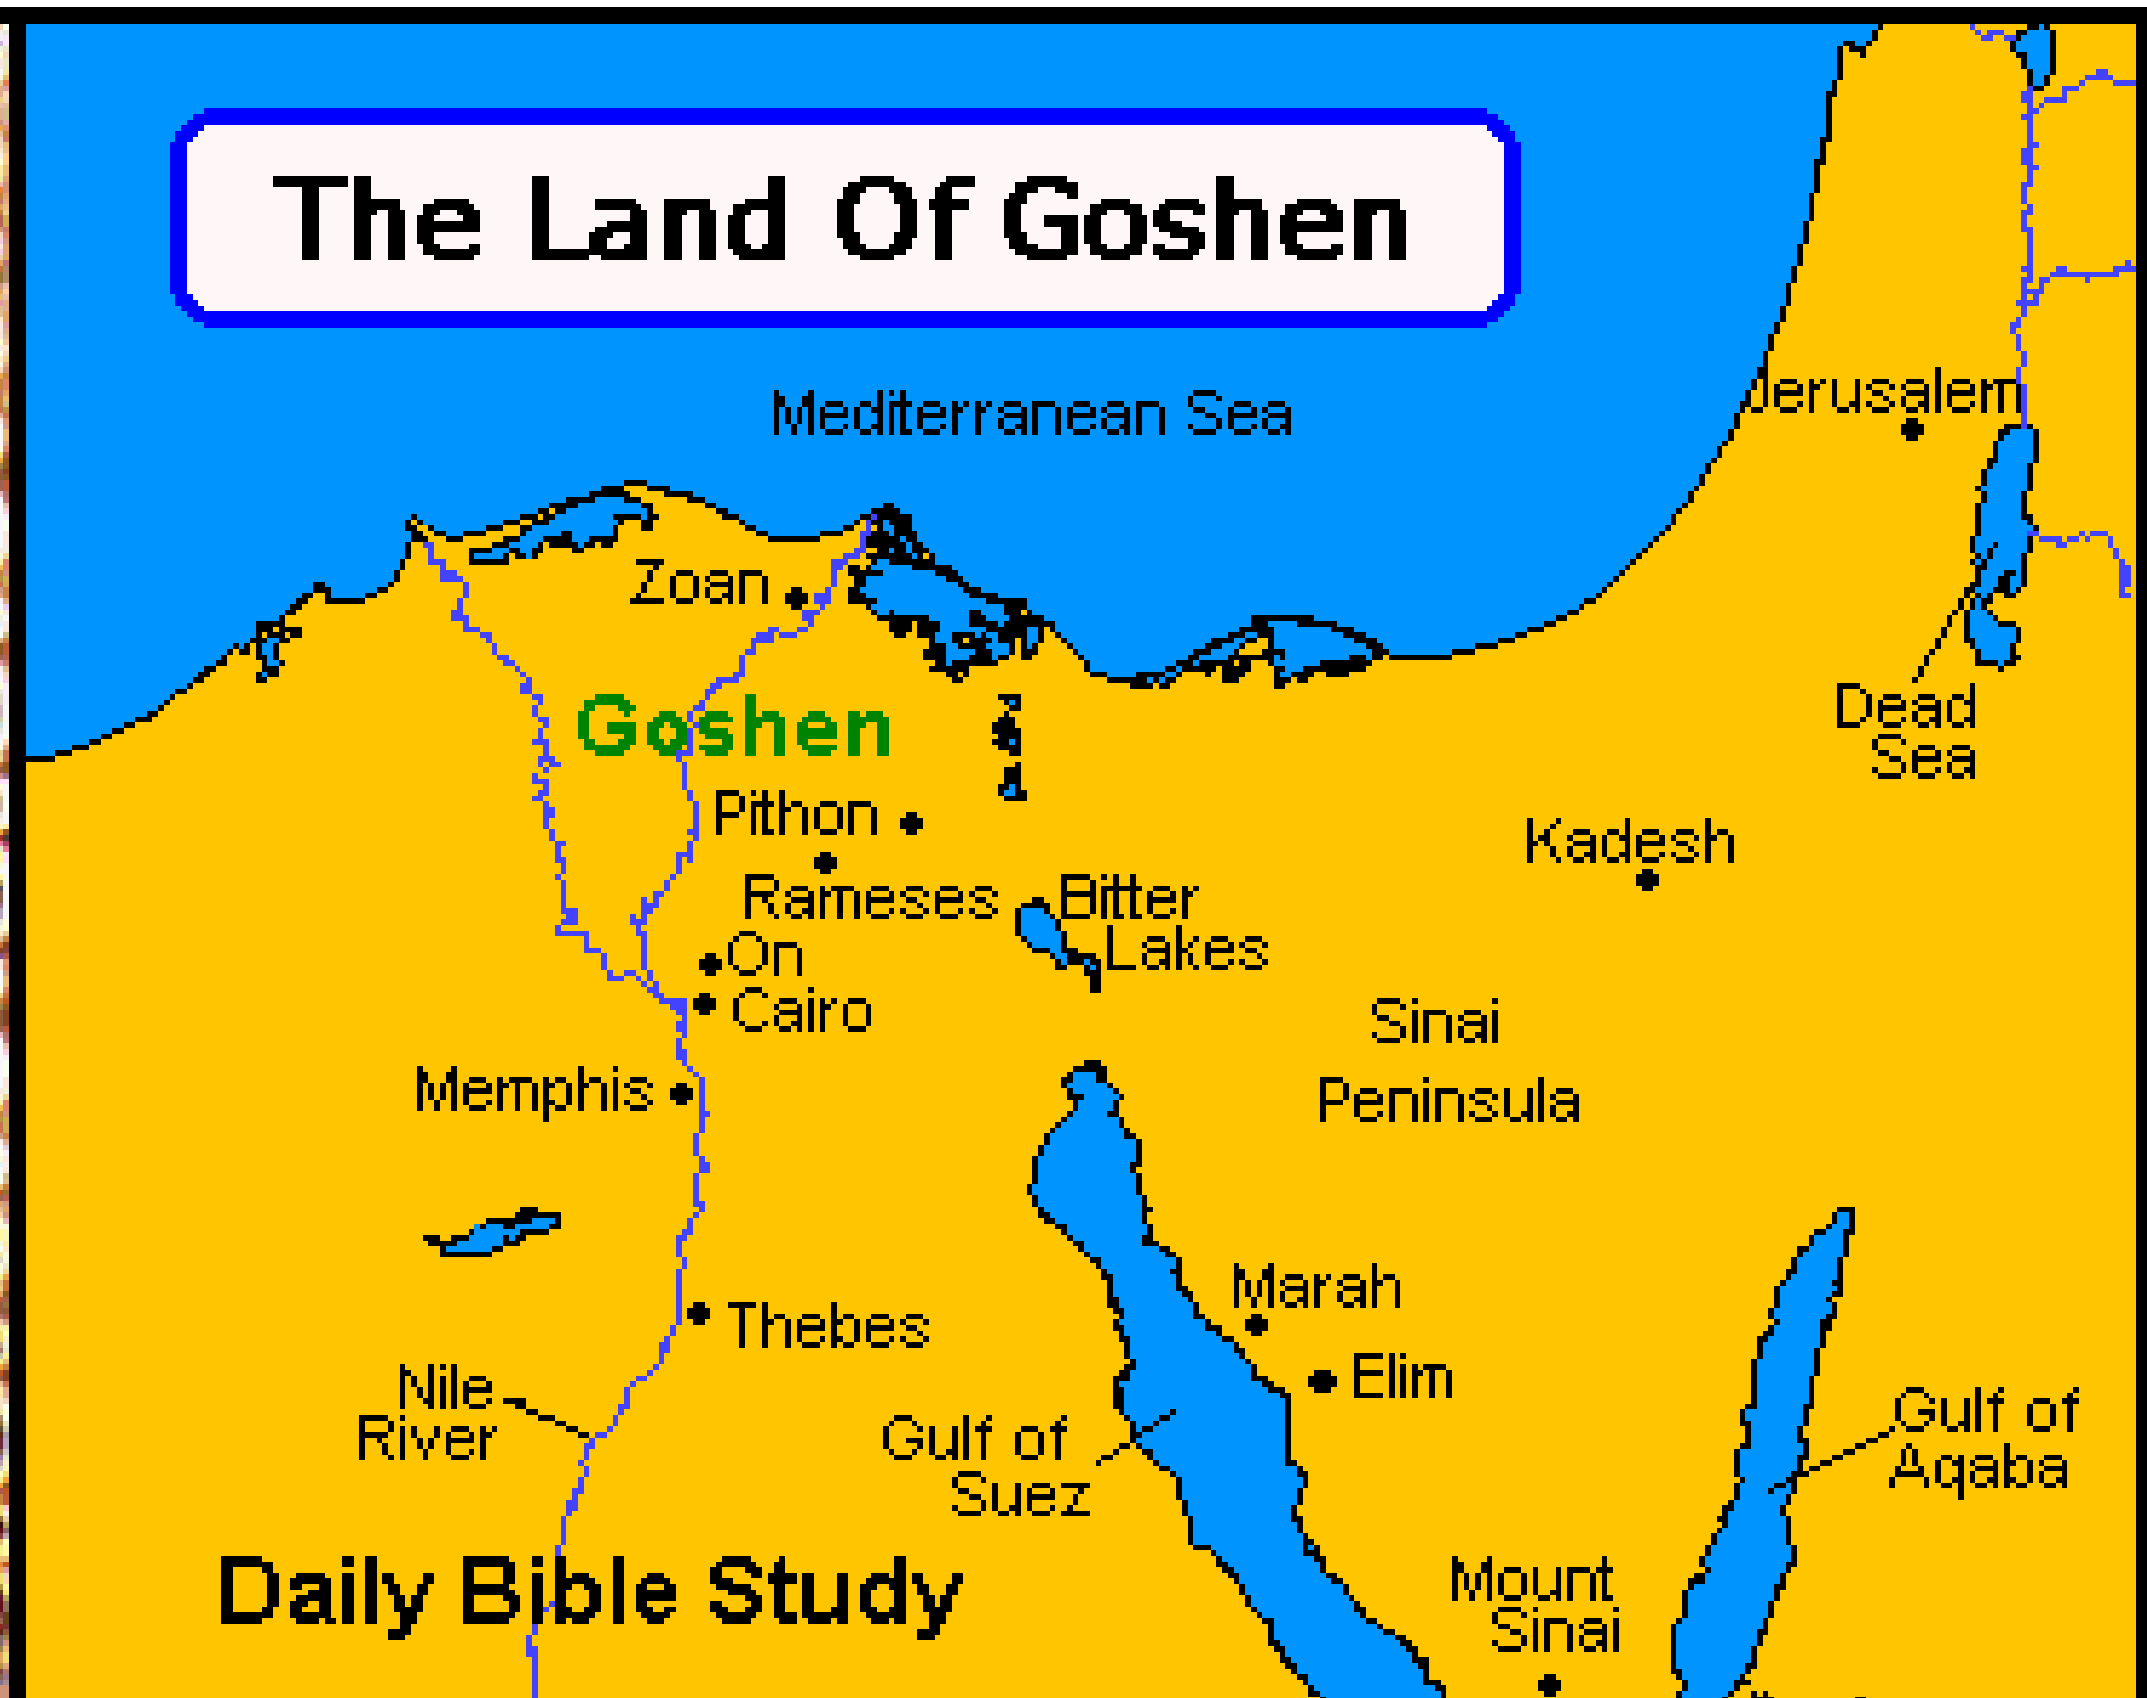 The Land Of Goshen
Mediterranean Sea
Jerusalem
Zoan
Goshen
Dead
Sea
Pithon
Kadesh
Rameses
Bitter
Lakes
On
Cairo
Sinai
Peninsula
Memphis
Marah
Thebes
Elim
Nile
River
Gulf of
Suez
Gulf of
Aqaba
Mount
Sinai
Daily Bible Study